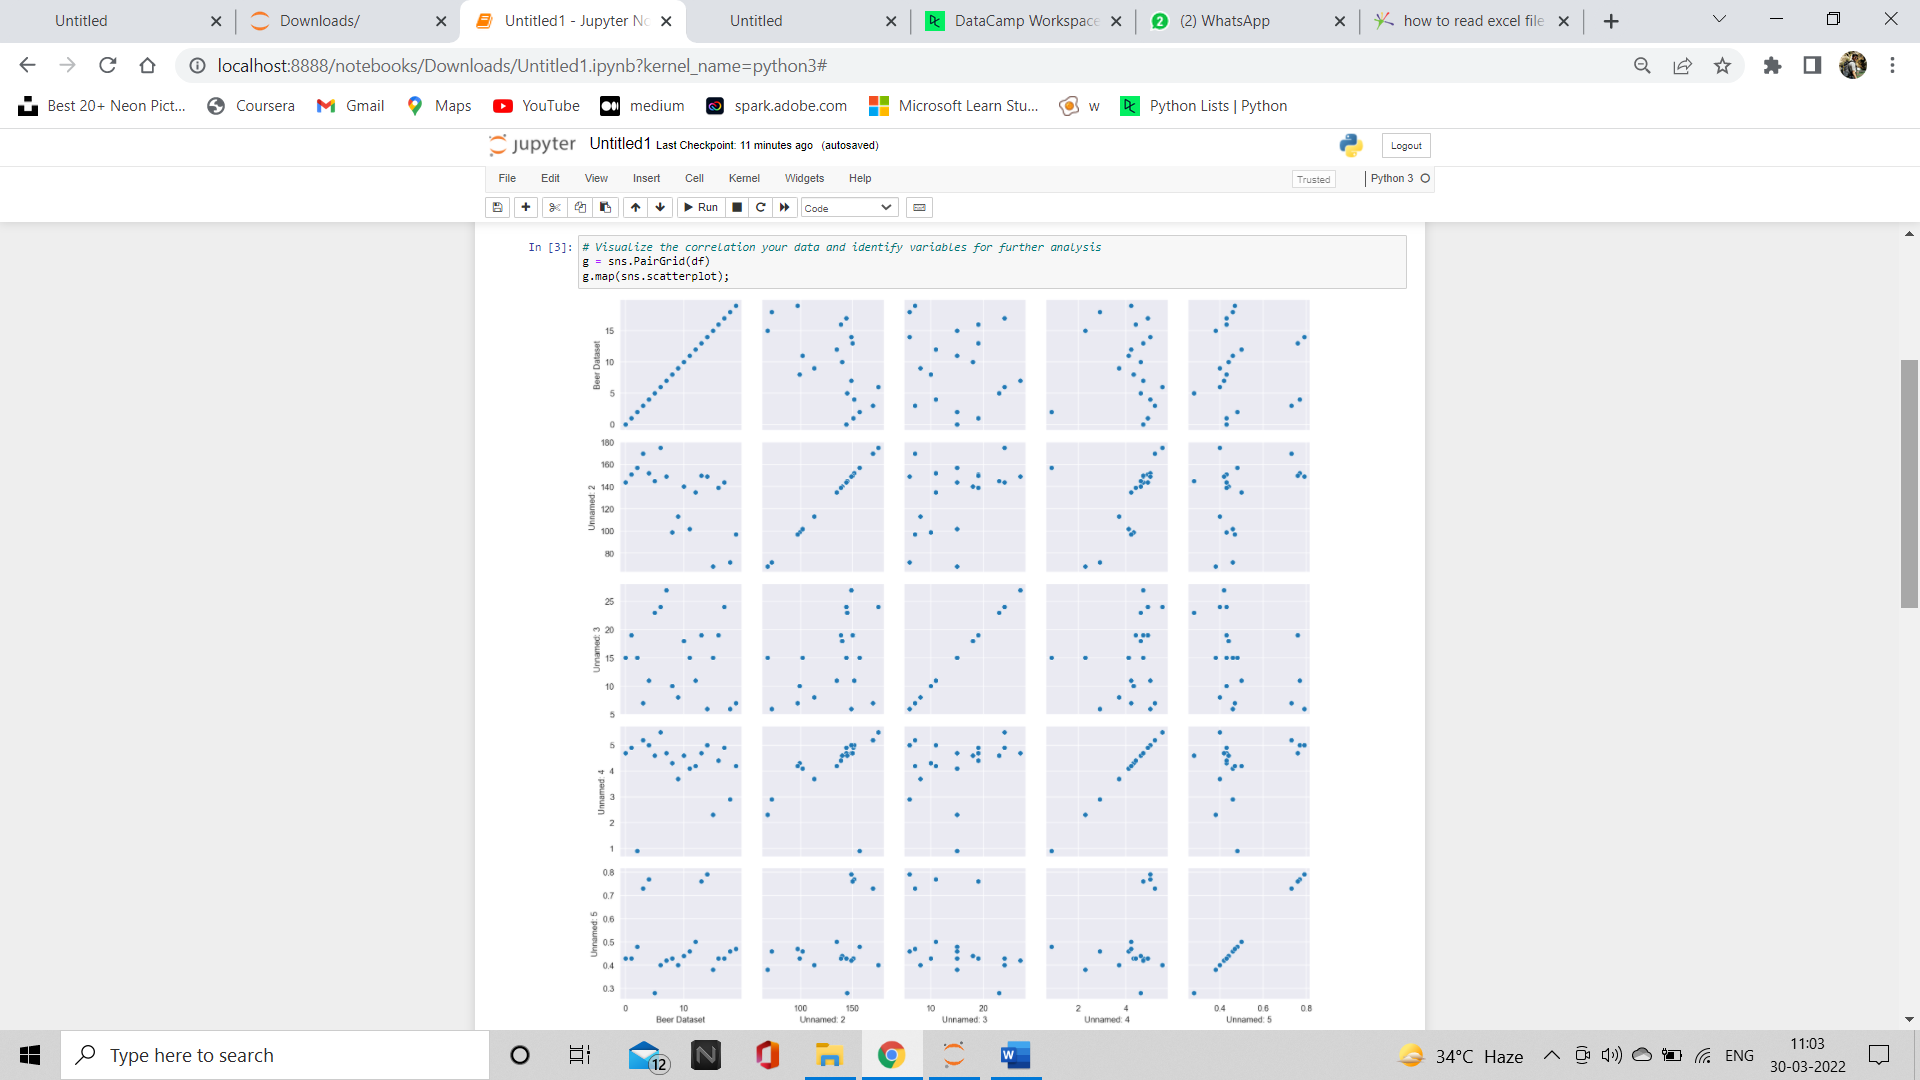 Untitled
Downloads/
Untitled1 - Jupyter No
Untitled
DataCamp Workspace
(2) WhatsApp
how to read excel file
localhost:8888/notebooks/Downloads/Untitled1.ipynb?kernel_name=python3#
Best 20+ Neon Pict...
Coursera
Gmail
Maps
YouTube
medium
spark.adobe.com
Microsoft Learn Stu...
w
Python Lists | Python
jupyter Untitled1 Last Checkpoint: 11 minutes ago (autosaved)
Logout
File Edit View Insert Cell Kernel Widgets Help
Trusted
Python 3
Run
Code
In [3]:
# Visualize the correlation your data and identify variables for further analysis
g = sns.PairGrid(df)
g.map(sns.scatterplot);
Beer Dataset
15
10
5
0
Unnamed: 2
180
160
140
120
100
80
Unnamed: 3
25
20
15
10
5
Unnamed: 4
5
4
3
2
1
Unnamed: 5
0.8
0.7
0.6
0.5
0.4
0.3
0 10
100 150
10 20
2 4
0.4 0.6 0.8
Beer Dataset
Unnamed: 2
Unnamed: 3
Unnamed: 4
Unnamed: 5
Type here to search
12
34°C Haze
ENG
11:03
30-03-2022